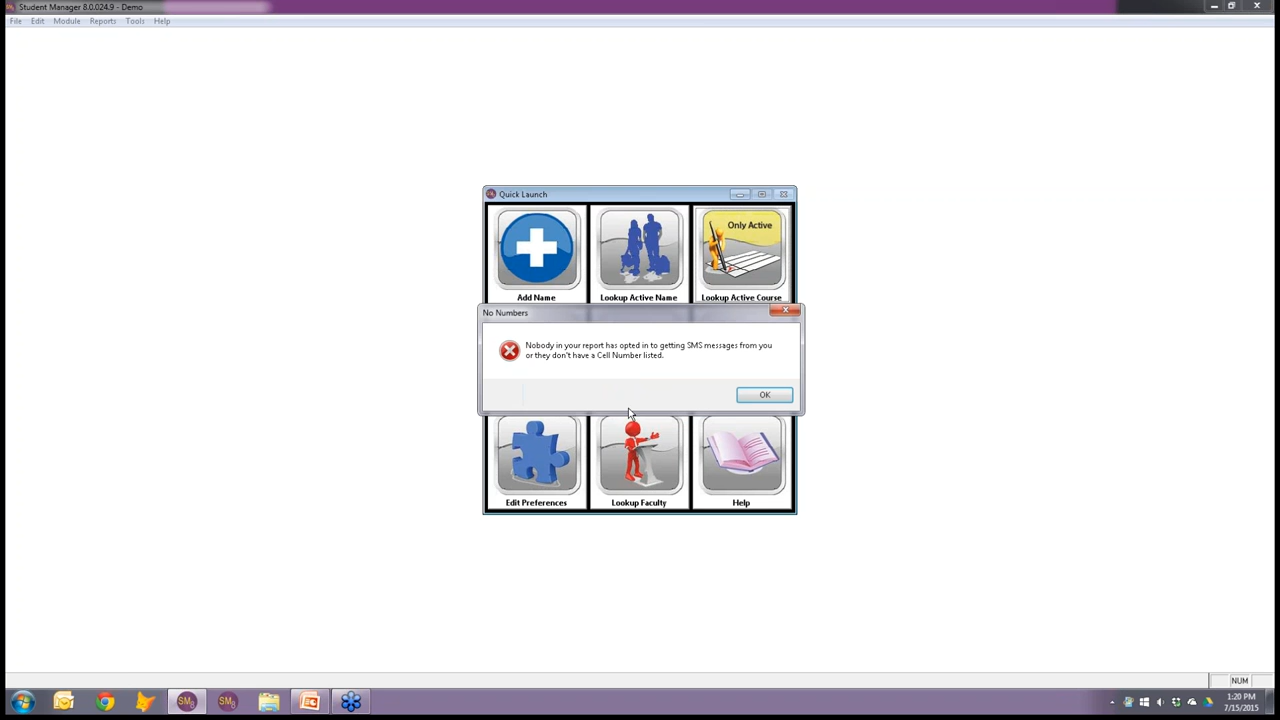 Student Manager 8.0.024.9 - Demo
File Edit Module Reports Tools Help
Quick Launch
Only Active
Add Name Lookup Active Name Lookup Active Course
No Numbers
Nobody in your report has opted in to getting SMS messages from you
or they don't have a Cell Number listed.
OK
Edit Preferences Lookup Faculty Help
NUM
1:20 PM
7/15/2015